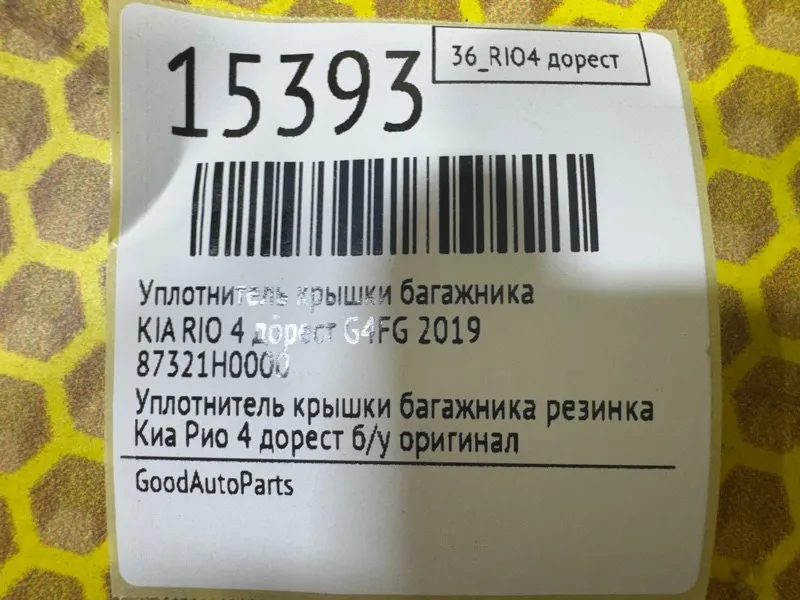 15393
36_RIO4 дорест
Уплотнитель крышки багажника
KIA RIO 4 дорест G4FG 2019
87321H0000
Уплотнитель крышки багажника резинка
Киа Рио 4 дорест б/у оригинал
GoodAutoParts